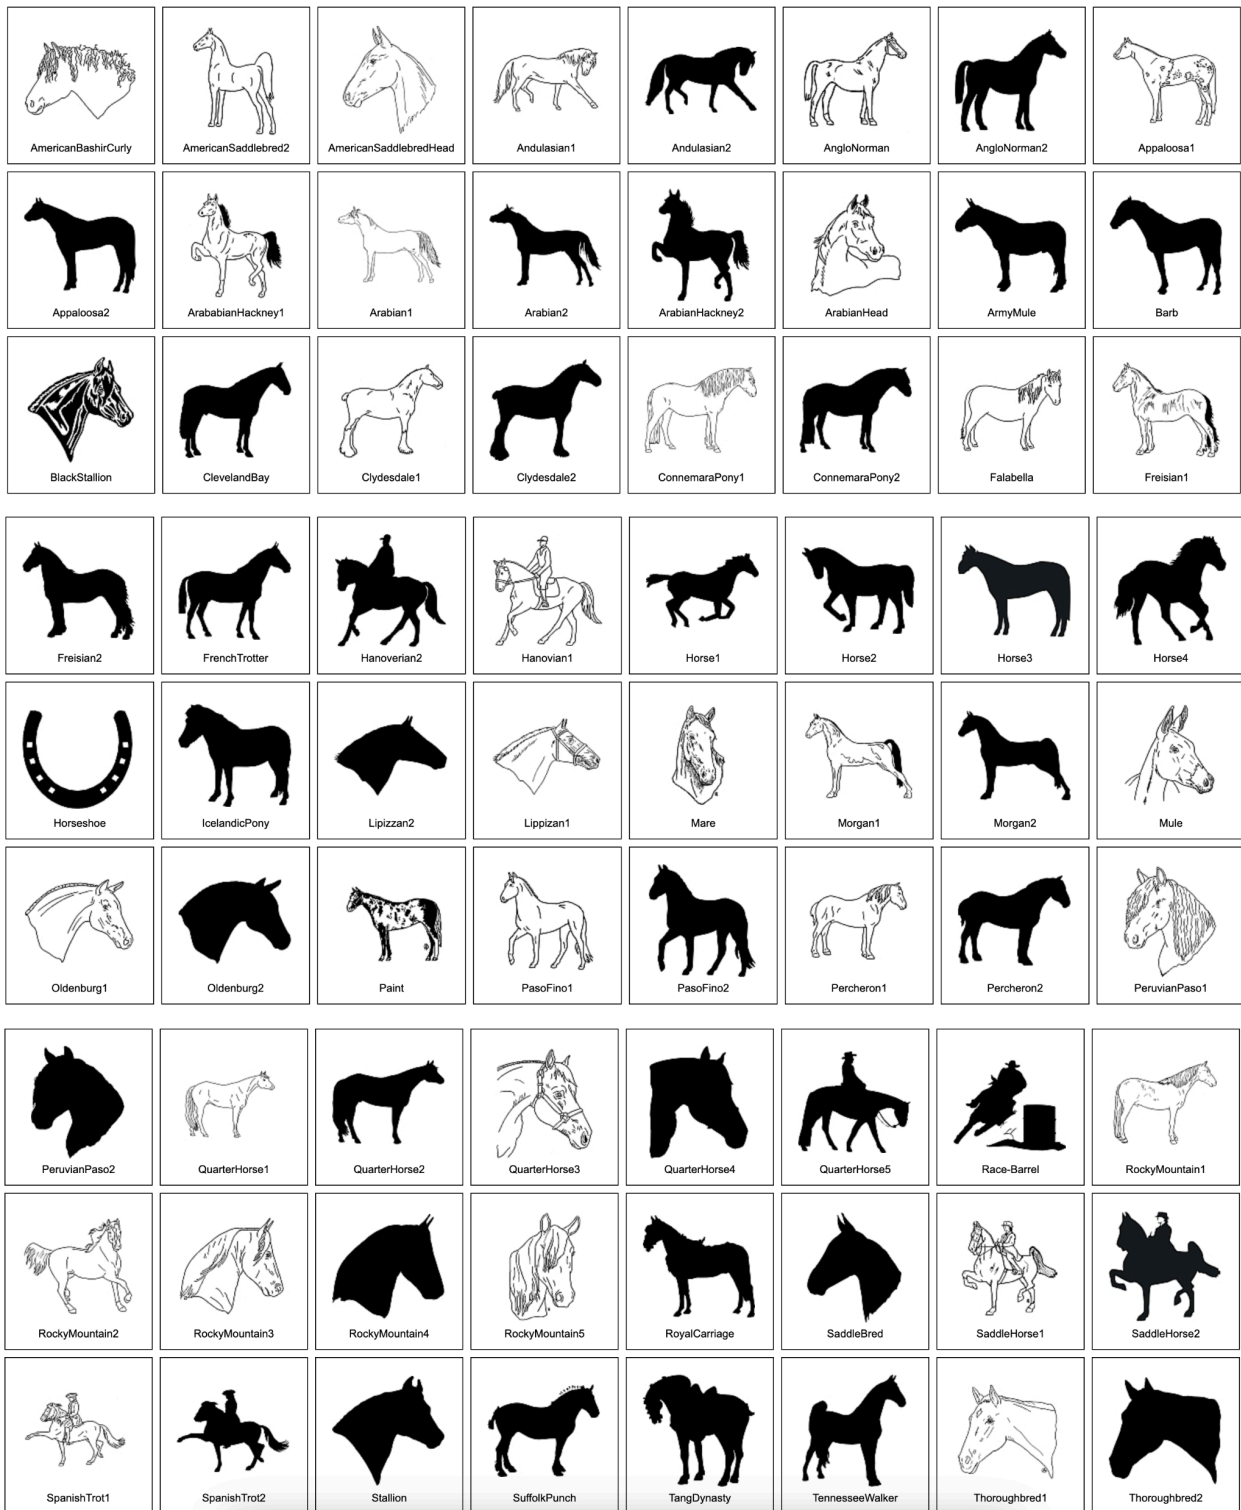 AmericanBashirCurly
AmericanSaddlebred2
AmericanSaddlebredHead
Andulasian1
Andulasian2
AngloNorman
AngloNorman2
Appaloosa1
Appaloosa2
ArababianHackney1
Arabian1
Arabian2
ArabianHackney2
ArabianHead
ArmyMule
Barb
BlackStallion
ClevelandBay
Clydesdale1
Clydesdale2
ConnemaraPony1
ConnemaraPony2
Falabella
Freisian1
Freisian2
FrenchTrotter
Hanoverian2
Hanovian1
Horse1
Horse2
Horse3
Horse4
Horseshoe
IcelandicPony
Lipizzan2
Lippizan1
Mare
Morgan1
Morgan2
Mule
Oldenburg1
Oldenburg2
Paint
PasoFino1
PasoFino2
Percheron1
Percheron2
PeruvianPaso1
PeruvianPaso2
QuarterHorse1
QuarterHorse2
QuarterHorse3
QuarterHorse4
QuarterHorse5
Race-Barrel
RockyMountain1
RockyMountain2
RockyMountain3
RockyMountain4
RockyMountain5
RoyalCarriage
SaddleBred
SaddleHorse1
SaddleHorse2
SpanishTrot1
SpanishTrot2
Stallion
SuffolkPunch
TangDynasty
TennesseeWalker
Thoroughbred1
Thoroughbred2